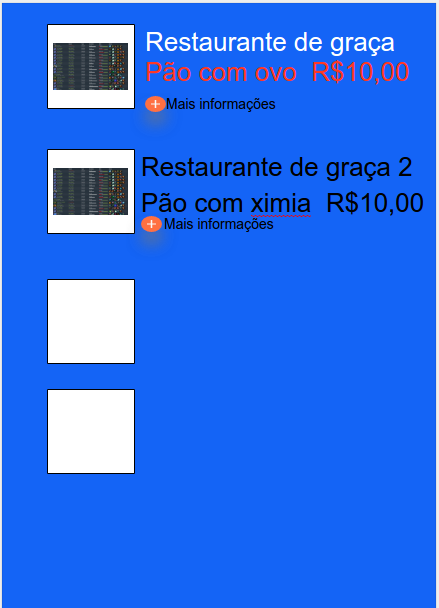 Restaurante de graça
Pão com ovo R$10,00
+ Mais informações
Restaurante de graça 2
Pão com ximia R$10,00
+ Mais informações